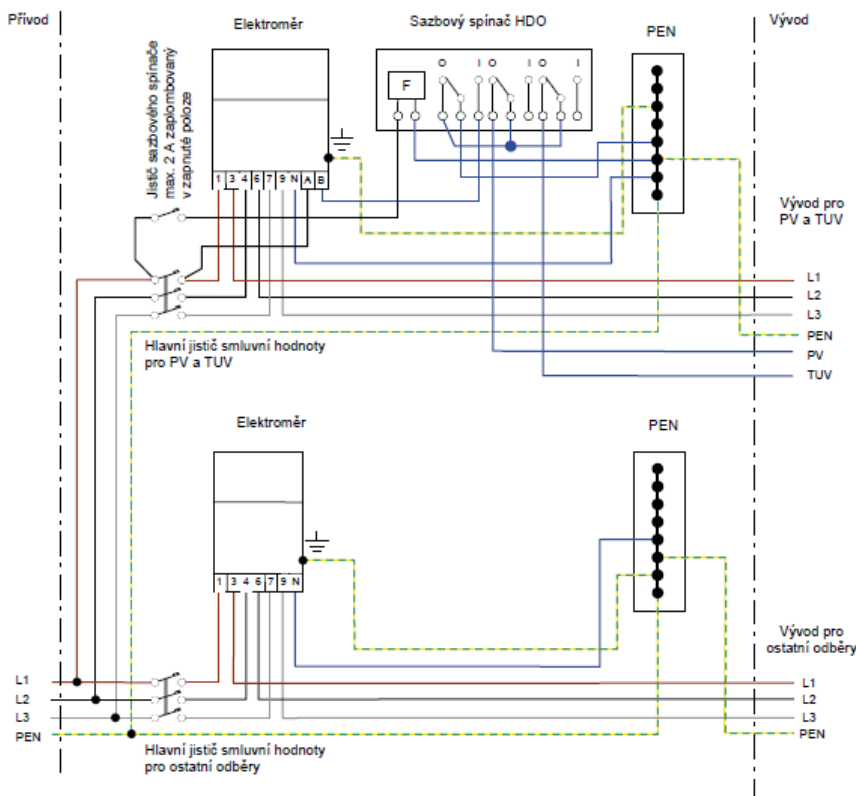 Přívod
Elektroměr
Sazbový spínač HDO
PEN
Vývod
Jistič sazbového spínače
max. 2 A zaplombovaný
v zapnuté poloze
F
O I O I O I
1 3 4 6 7 9 N A B
Vývod pro
PV a TUV
L1
L2
L3
PEN
PV
TUV
Hlavní jistič smluvní hodnoty
pro PV a TUV
Elektroměr
PEN
1 3 4 6 7 9 N
Vývod pro
ostatní odběry
L1
L2
L3
PEN
L1
L2
L3
PEN
Hlavní jistič smluvní hodnoty
pro ostatní odběry